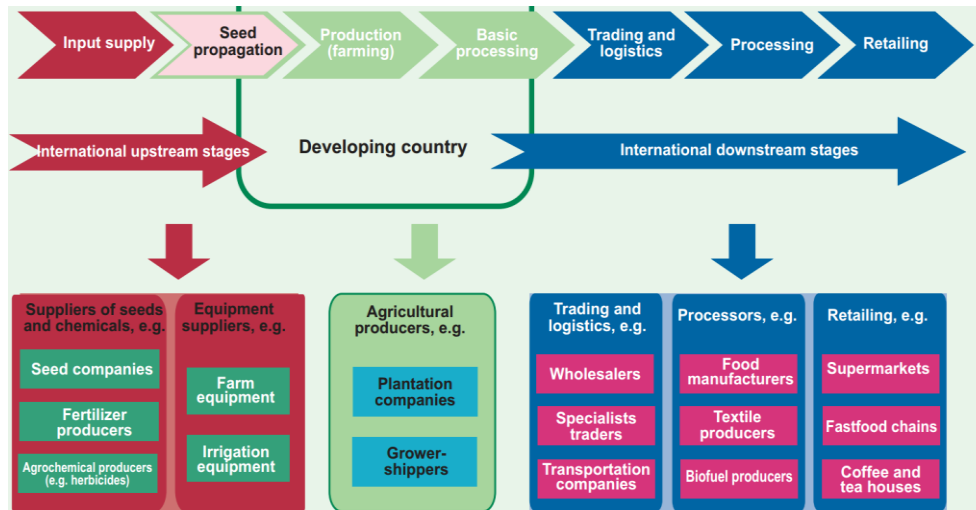 Input supply
Seed
propagation
Production
(farming)
Basic
processing
Trading and
logistics
Processing
Retailing
International upstream stages
Developing country
International downstream stages
Suppliers of seeds
and chemicals, e.g.
Seed companies
Fertilizer
producers
Agrochemical producers
(e.g. herbicides)
Equipment
suppliers, e.g.
Farm
equipment
Irrigation
equipment
Agricultural
producers, e.g.
Plantation
companies
Grower-
shippers
Trading and
logistics, e.g.
Wholesalers
Specialists
traders
Transportation
companies
Processors, e.g.
Food
manufacturers
Textile
producers
Biofuel producers
Retailing, e.g.
Supermarkets
Fastfood chains
Coffee and
tea houses